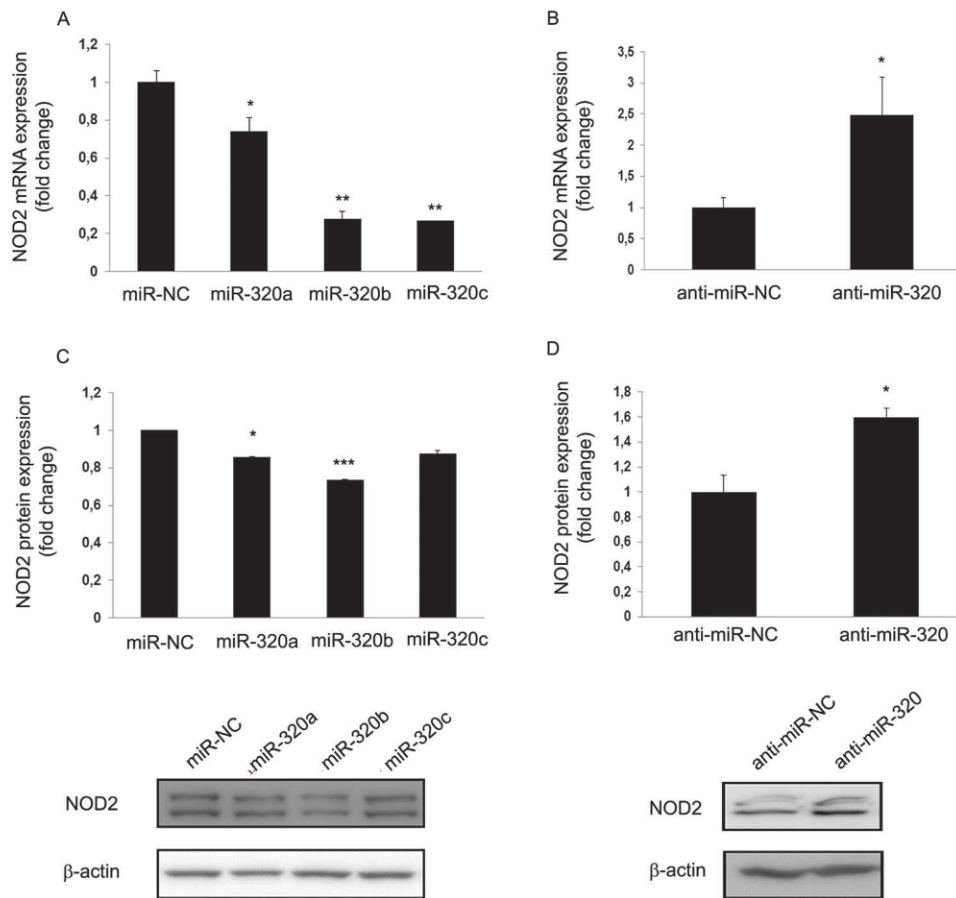 A
NOD2 mRNA expression
(fold change)
1,2
1
0,8
0,6
0,4
0,2
0
*
**
**
miR-NC
miR-320a
miR-320b
miR-320c
B
NOD2 mRNA expression
(fold change)
3,5
3
2,5
2
1,5
1
0,5
0
*
anti-miR-NC
anti-miR-320
C
NOD2 protein expression
(fold change)
1,2
1
0,8
0,6
0,4
0,2
0
*
***
miR-NC
miR-320a
miR-320b
miR-320c
D
NOD2 protein expression
(fold change)
1,8
1,6
1,4
1,2
1
0,8
0,6
0,4
0,2
0
*
anti-miR-NC
anti-miR-320
miR-NC
miR-320a
miR-320b
miR-320c
NOD2
β-actin
anti-miR-NC
anti-miR-320
NOD2
β-actin